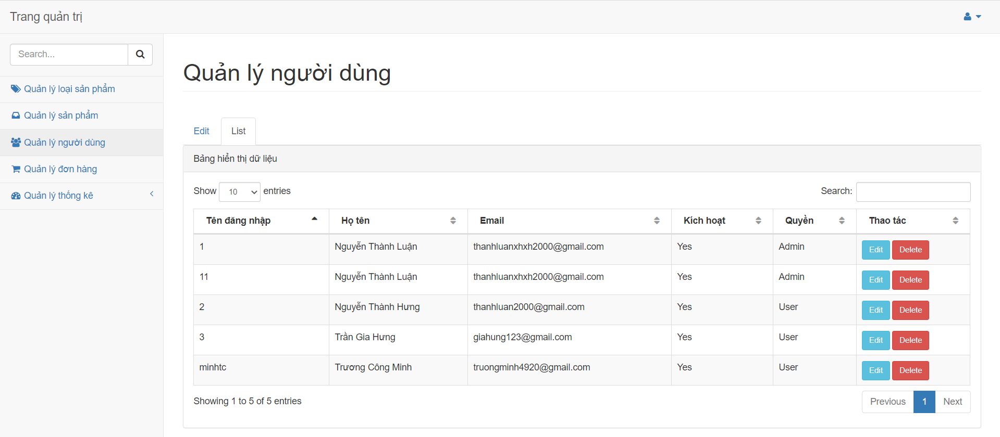 Trang quản trị
Search...
Quản lý loại sản phẩm
Quản lý sản phẩm
Quản lý người dùng
Quản lý đơn hàng
Quản lý thống kê
Quản lý người dùng
Edit List
Bảng hiển thị dữ liệu
Show 10 entries Search:
Tên đăng nhập Họ tên Email Kích hoạt Quyền Thao tác
1 Nguyễn Thành Luận thanhluanxhxh2000@gmail.com Yes Admin Edit Delete
11 Nguyễn Thành Luận thanhluanxhxh2000@gmail.com Yes Admin Edit Delete
2 Nguyễn Thành Hưng thanhluan2000@gmail.com Yes User Edit Delete
3 Trần Gia Hưng giahung123@gmail.com Yes User Edit Delete
minhtc Trương Công Minh truongminh4920@gmail.com Yes User Edit Delete
Showing 1 to 5 of 5 entries Previous 1 Next